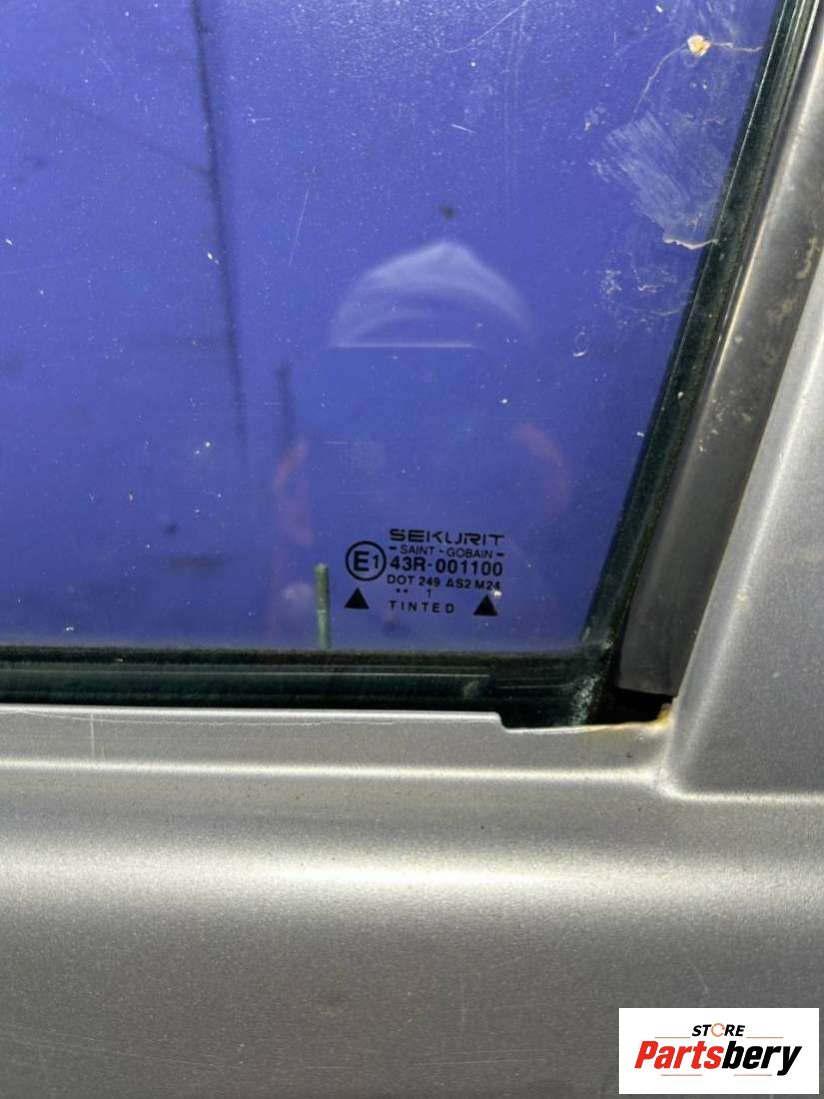 SEKURIT
- SAINT - GOBAIN -
E1 43R-001100
DOT 249 AS2 M24
** 1
TINTED
STORE
Partsbery